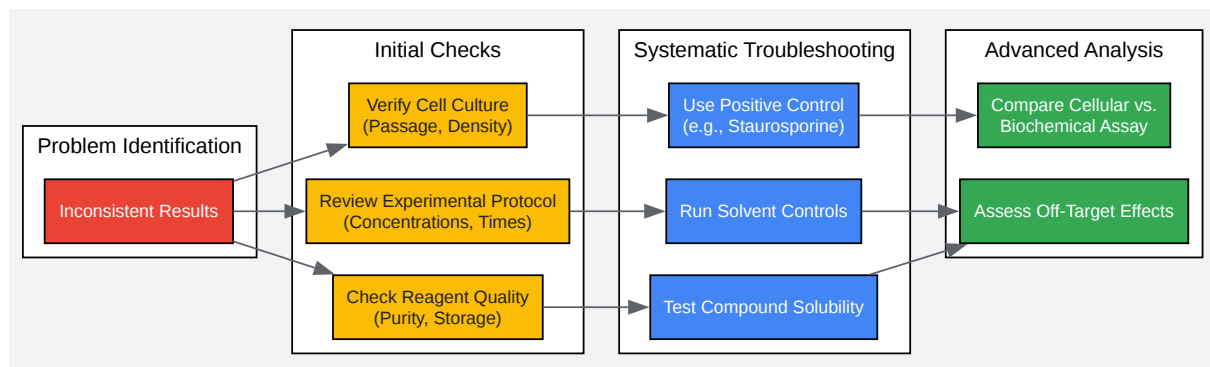 Problem Identification
Inconsistent Results
Initial Checks
Verify Cell Culture
(Passage, Density)
Review Experimental Protocol
(Concentrations, Times)
Check Reagent Quality
(Purity, Storage)
Systematic Troubleshooting
Use Positive Control
(e.g., Staurosporine)
Run Solvent Controls
Test Compound Solubility
Advanced Analysis
Compare Cellular vs.
Biochemical Assay
Assess Off-Target Effects